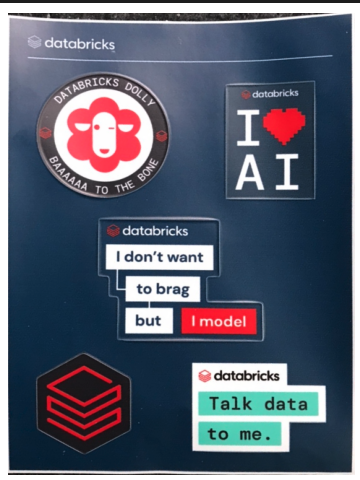 databricks
DATABRICKS DOLLY
BAAAAAA TO THE BONE
databricks
I
AI
databricks
I don't want
to brag
but I model
databricks
Talk data
to me.